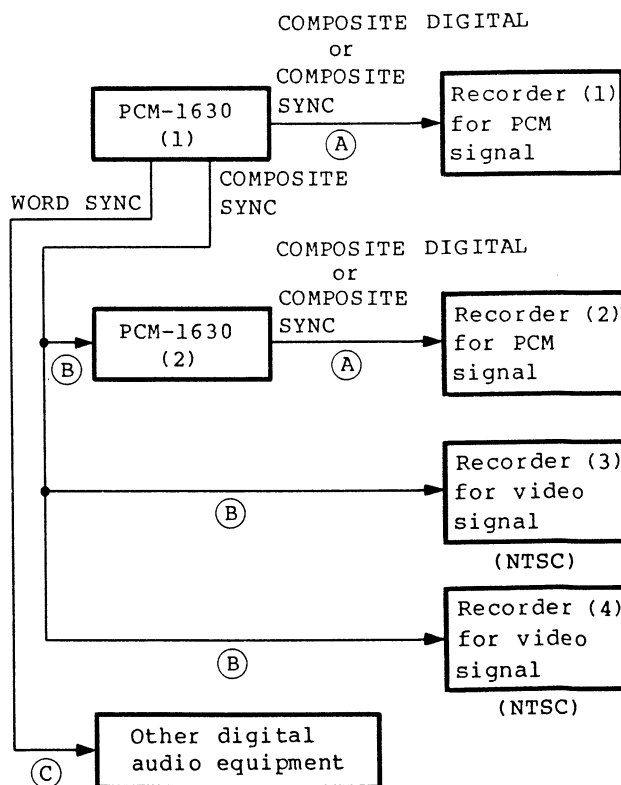 COMPOSITE DIGITAL
or
COMPOSITE
SYNC
PCM-1630
(1)
A
Recorder (1)
for PCM
signal
WORD SYNC
COMPOSITE
SYNC
COMPOSITE DIGITAL
or
COMPOSITE
SYNC
B
PCM-1630
(2)
A
Recorder (2)
for PCM
signal
B
Recorder (3)
for video
signal
(NTSC)
B
Recorder (4)
for video
signal
(NTSC)
C
Other digital
audio equipment